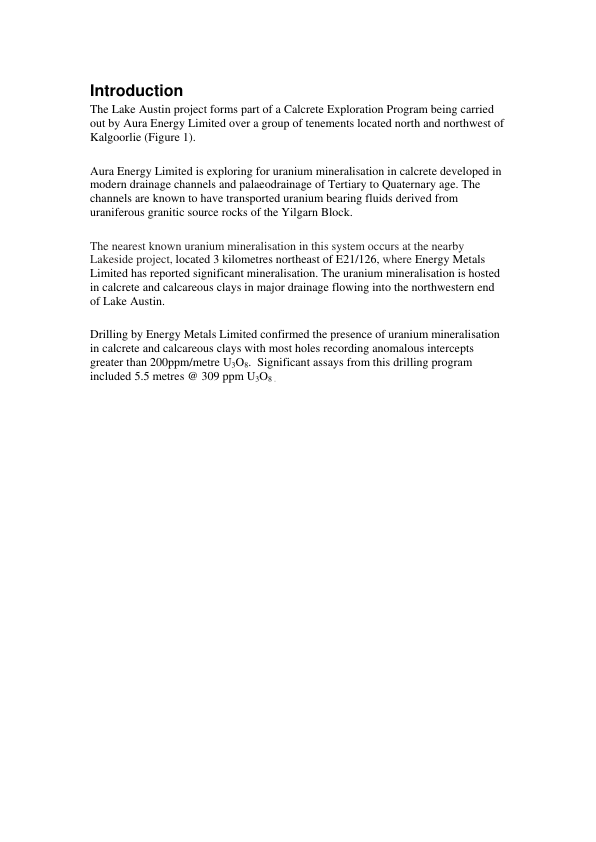 Introduction
The Lake Austin project forms part of a Calcrete Exploration Program being carried
out by Aura Energy Limited over a group of tenements located north and northwest of
Kalgoorlie (Figure 1).
Aura Energy Limited is exploring for uranium mineralisation in calcrete developed in
modern drainage channels and palaeodrainage of Tertiary to Quaternary age. The
channels are known to have transported uranium bearing fluids derived from
uraniferous granitic source rocks of the Yilgarn Block.
The nearest known uranium mineralisation in this system occurs at the nearby
Lakeside project, located 3 kilometres northeast of E21/126, where Energy Metals
Limited has reported significant mineralisation. The uranium mineralisation is hosted
in calcrete and calcareous clays in major drainage flowing into the northwestern end
of Lake Austin.
Drilling by Energy Metals Limited confirmed the presence of uranium mineralisation
in calcrete and calcareous clays with most holes recording anomalous intercepts
greater than 200ppm/metre U₃O₈.  Significant assays from this drilling program
included 5.5 metres @ 309 ppm U₃O₈